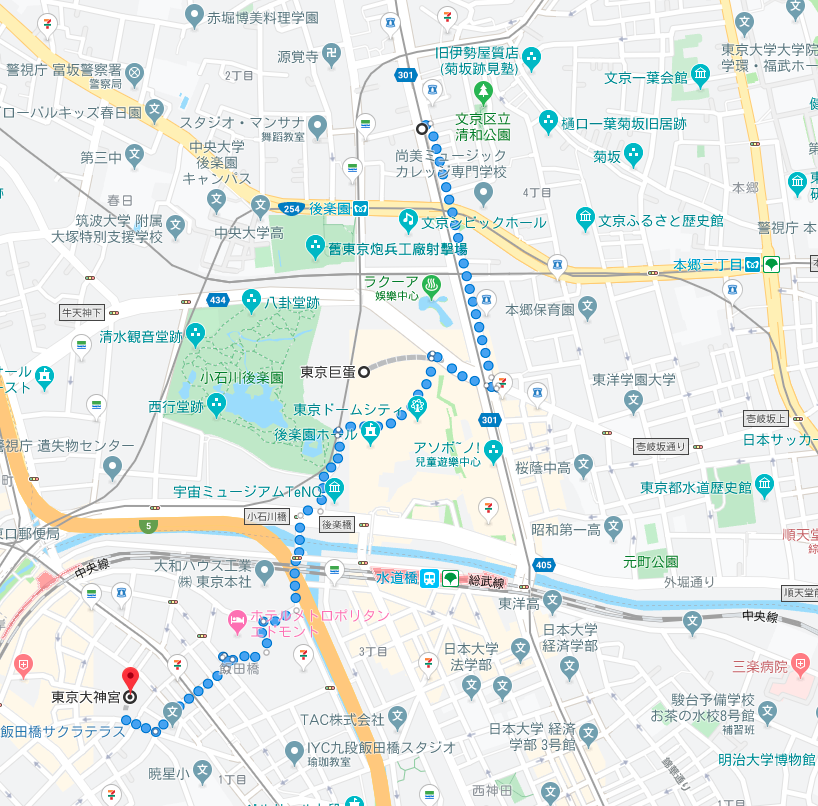 赤堀博美料理学園
源覚寺
旧伊勢屋質店
(菊坂跡見塾)
東京大学大学院
学環・福武ホー
警視庁 富坂警察署
警察局
2丁目
301
文京一葉会館
ローバルキッズ春日園
スタジオ・マンサナ
舞蹈教室
文京区立
清和公園
樋口一葉菊坂旧居跡
第三中
中央大学
後楽園
キャンパス
尚美ミュージック
カレッジ専門学校
菊坂
春日
4丁目
本郷
254
後楽園
筑波大学 附属
大塚特別支援学校
中央大学高
文京シビックホール
文京ふるさと歴史館
警視庁 本
舊東京炮兵工廠射擊場
本郷三丁目
ラクーア
娛樂中心
434
八卦堂跡
牛天神下
本郷保育園
清水観音堂跡
東京巨蛋
小石川後楽園
東洋学園大学
西行堂跡
東京ドームシティ
301
後楽園ホール
壱岐坂上
壱岐坂通り
日本サッカー
警視庁 遺失物センター
アソボ~ノ!
兒童遊樂中心
桜蔭中高
宇宙ミュージアムTeNQ
東京都水道歴史館
小石川橋
後楽橋
5
昭和第一高
口郵便局
順天堂
405
元町公園
中央線
大和ハウス工業
㈱ 東京本社
水道橋
総武線
外堀通り
順天堂前
東洋高
中央線
ホテルメトロポリタン
エドモント
日本大学
経済学部
3丁目
日本大学
法学部
飯田橋
三楽病院
東京大神宮
駿台予備学校
お茶の水校8号館
補習班
TAC株式会社
飯田橋サクラテラス
日本大学 経済
学部 3号館
IYC九段飯田橋スタジオ
瑜珈教室
明治大学博物館
暁星小
1丁目
西神田
1丁目